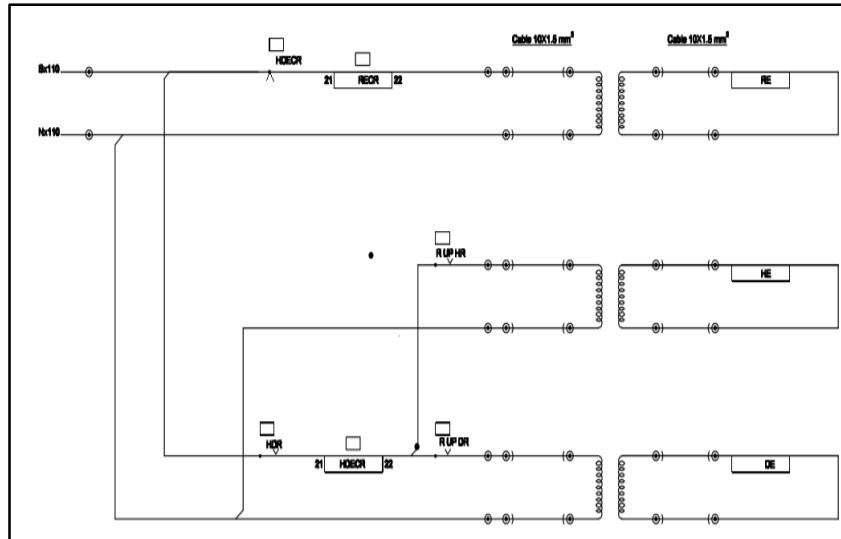 Cable 10X1.5 mm² Cable 10X1.5 mm²
HDECR
Bx110 21 RECR 22 RE
Nx110
R UP HR HE
HDR R UP DR
21 HDECR 22 DE